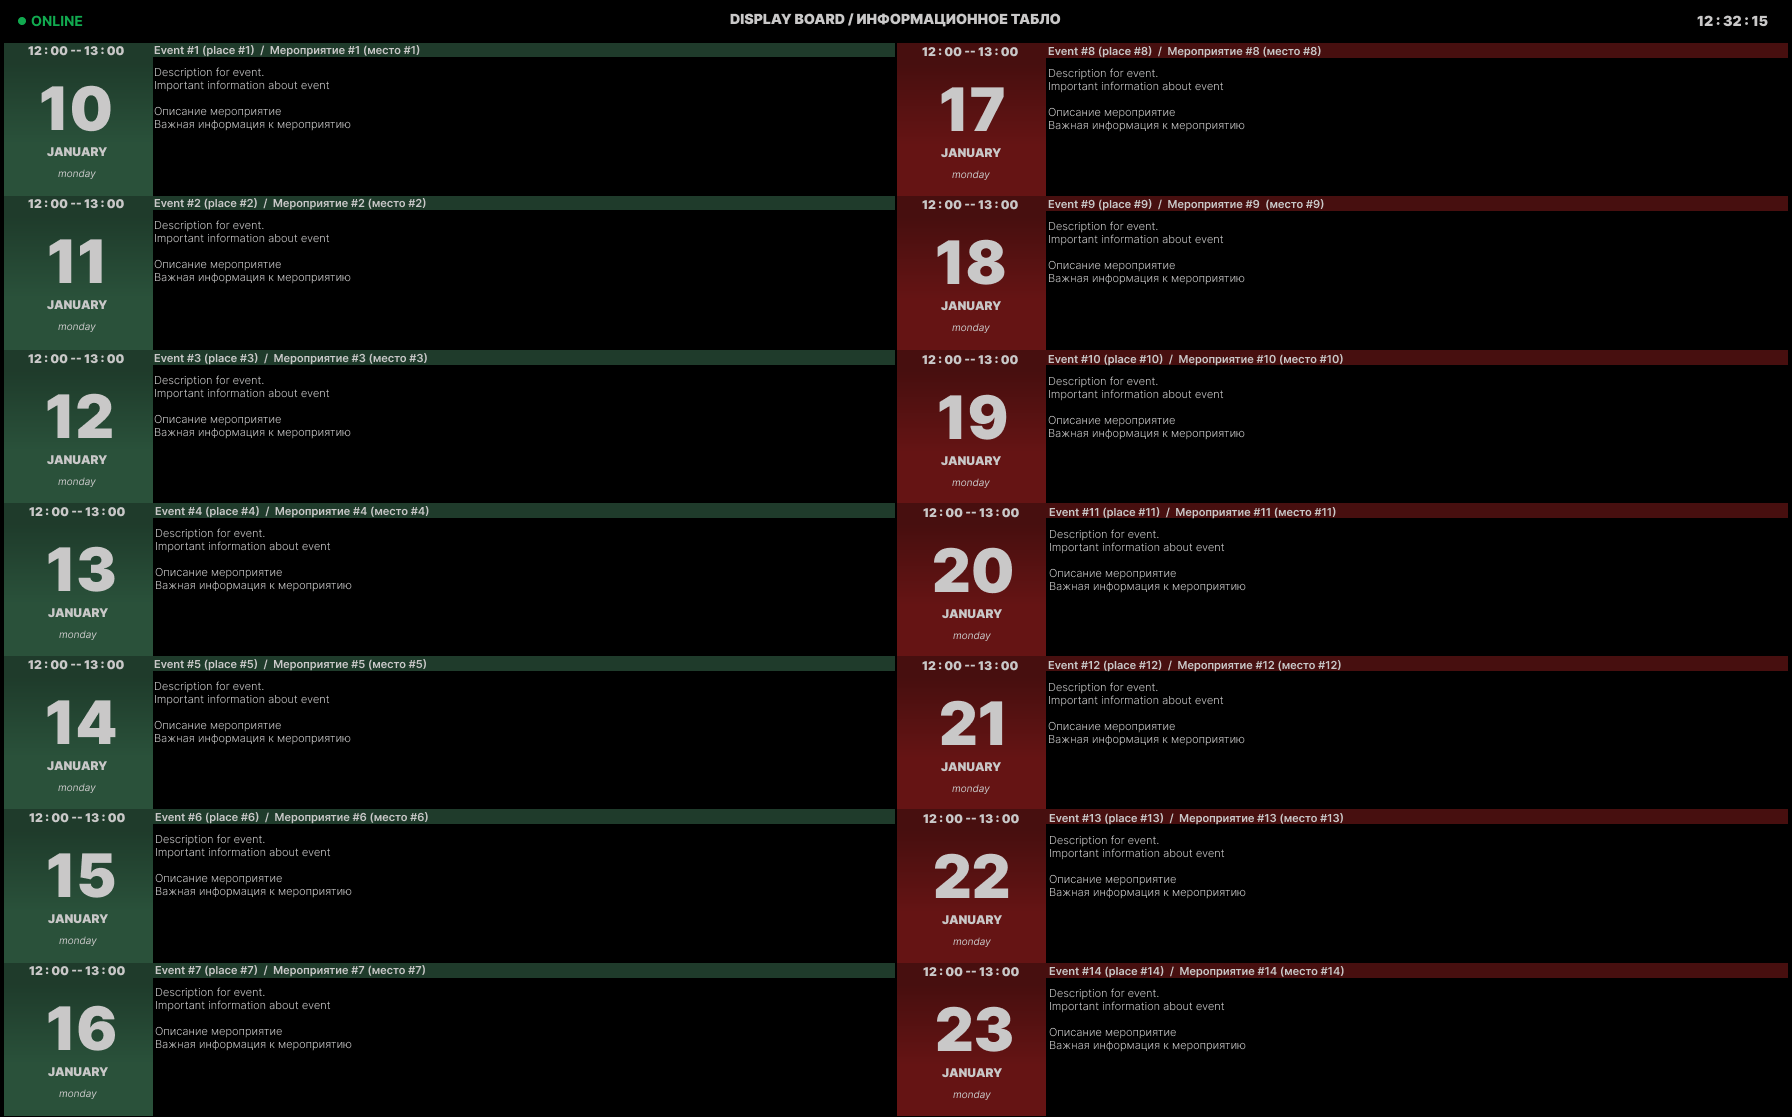 ONLINE
DISPLAY BOARD / ИНФОРМАЦИОННОЕ ТАБЛО
12 : 32 : 15
12 : 00 -- 13 : 00
Event #1 (place #1) / Мероприятие #1 (место #1)
10
JANUARY
monday
Description for event.
Important information about event
Описание мероприятие
Важная информация к мероприятию
12 : 00 -- 13 : 00
Event #2 (place #2) / Мероприятие #2 (место #2)
11
JANUARY
monday
Description for event.
Important information about event
Описание мероприятие
Важная информация к мероприятию
12 : 00 -- 13 : 00
Event #3 (place #3) / Мероприятие #3 (место #3)
12
JANUARY
monday
Description for event.
Important information about event
Описание мероприятие
Важная информация к мероприятию
12 : 00 -- 13 : 00
Event #4 (place #4) / Мероприятие #4 (место #4)
13
JANUARY
monday
Description for event.
Important information about event
Описание мероприятие
Важная информация к мероприятию
12 : 00 -- 13 : 00
Event #5 (place #5) / Мероприятие #5 (место #5)
14
JANUARY
monday
Description for event.
Important information about event
Описание мероприятие
Важная информация к мероприятию
12 : 00 -- 13 : 00
Event #6 (place #6) / Мероприятие #6 (место #6)
15
JANUARY
monday
Description for event.
Important information about event
Описание мероприятие
Важная информация к мероприятию
12 : 00 -- 13 : 00
Event #7 (place #7) / Мероприятие #7 (место #7)
16
JANUARY
monday
Description for event.
Important information about event
Описание мероприятие
Важная информация к мероприятию
12 : 00 -- 13 : 00
Event #8 (place #8) / Мероприятие #8 (место #8)
17
JANUARY
monday
Description for event.
Important information about event
Описание мероприятие
Важная информация к мероприятию
12 : 00 -- 13 : 00
Event #9 (place #9) / Мероприятие #9 (место #9)
18
JANUARY
monday
Description for event.
Important information about event
Описание мероприятие
Важная информация к мероприятию
12 : 00 -- 13 : 00
Event #10 (place #10) / Мероприятие #10 (место #10)
19
JANUARY
monday
Description for event.
Important information about event
Описание мероприятие
Важная информация к мероприятию
12 : 00 -- 13 : 00
Event #11 (place #11) / Мероприятие #11 (место #11)
20
JANUARY
monday
Description for event.
Important information about event
Описание мероприятие
Важная информация к мероприятию
12 : 00 -- 13 : 00
Event #12 (place #12) / Мероприятие #12 (место #12)
21
JANUARY
monday
Description for event.
Important information about event
Описание мероприятие
Важная информация к мероприятию
12 : 00 -- 13 : 00
Event #13 (place #13) / Мероприятие #13 (место #13)
22
JANUARY
monday
Description for event.
Important information about event
Описание мероприятие
Важная информация к мероприятию
12 : 00 -- 13 : 00
Event #14 (place #14) / Мероприятие #14 (место #14)
23
JANUARY
monday
Description for event.
Important information about event
Описание мероприятие
Важная информация к мероприятию